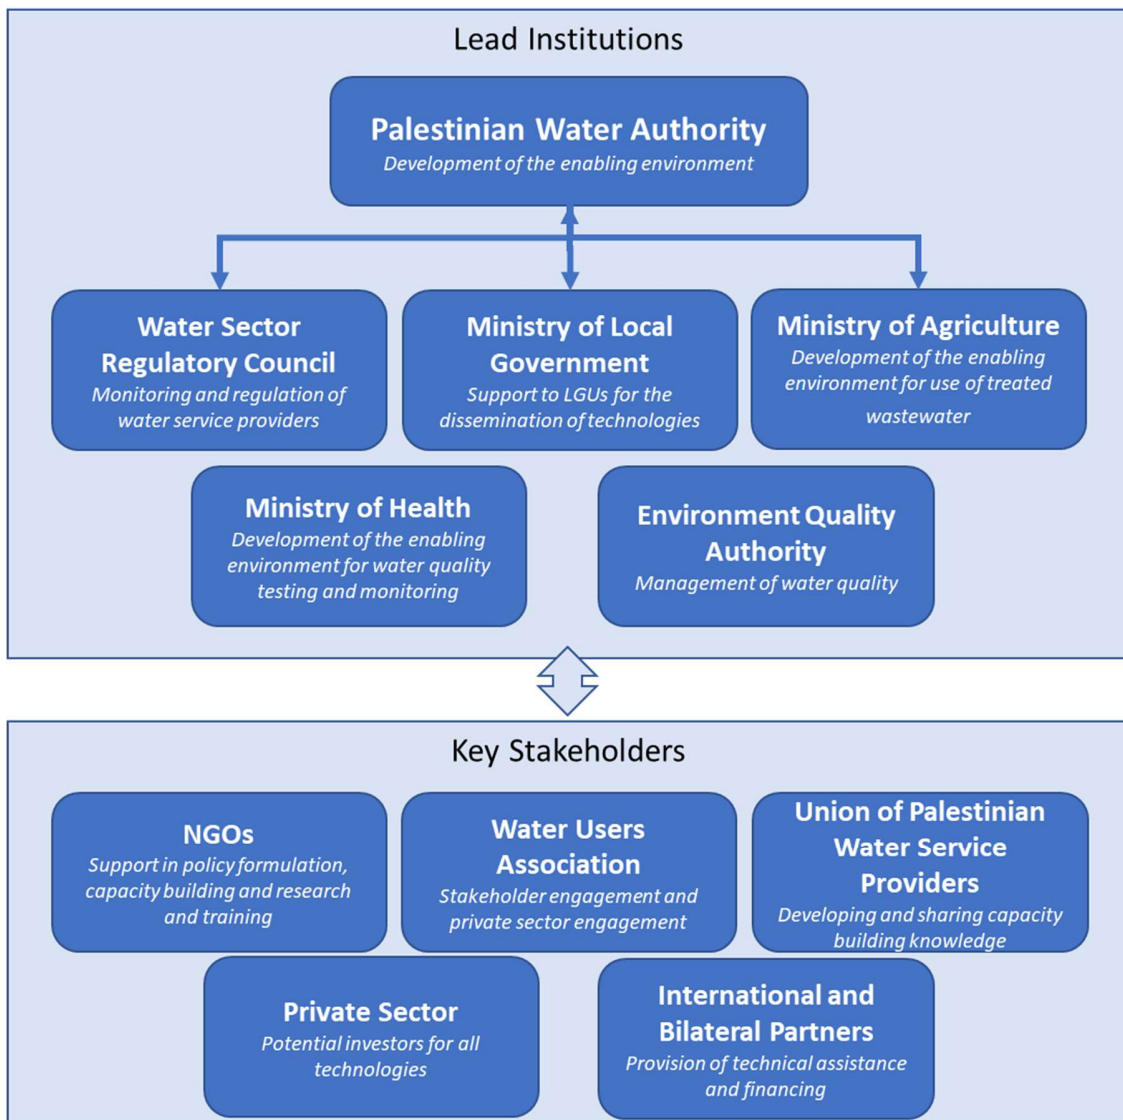 Lead Institutions
Palestinian Water Authority
Development of the enabling environment
Water Sector
Regulatory Council
Monitoring and regulation of
water service providers
Ministry of Local
Government
Support to LGUs for the
dissemination of technologies
Ministry of Agriculture
Development of the enabling
environment for use of treated
wastewater
Ministry of Health
Development of the enabling
environment for water quality
testing and monitoring
Environment Quality
Authority
Management of water quality
Key Stakeholders
NGOs
Support in policy formulation,
capacity building and research
and training
Water Users
Association
Stakeholder engagement and
private sector engagement
Union of Palestinian
Water Service
Providers
Developing and sharing capacity
building knowledge
Private Sector
Potential investors for all
technologies
International and
Bilateral Partners
Provision of technical assistance
and financing